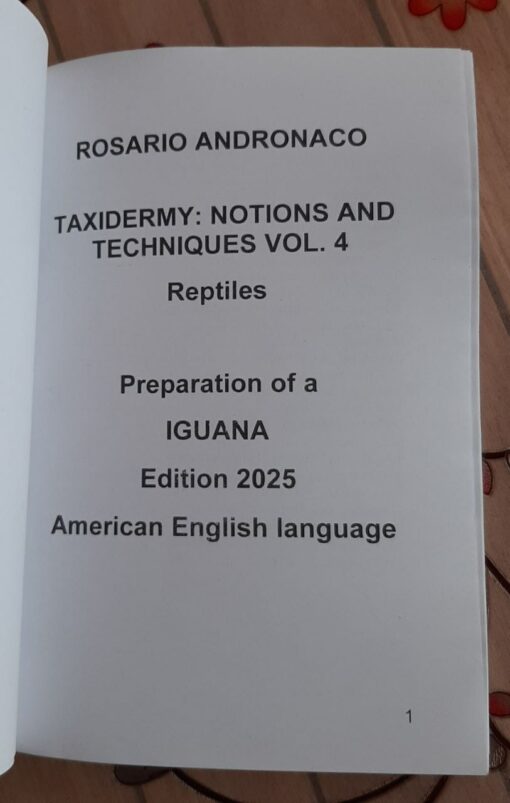 ROSARIO ANDRONACO
TAXIDERMY: NOTIONS AND
TECHNIQUES VOL. 4
Reptiles
Preparation of a
IGUANA
Edition 2025
American English language
1